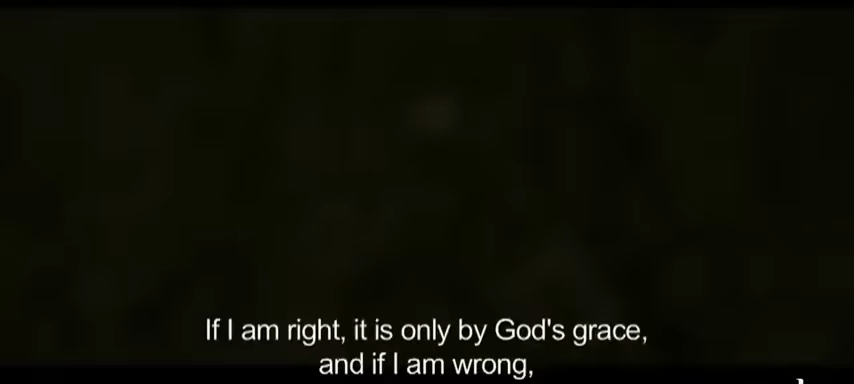 If I am right, it is only by God's grace,
and if I am wrong,